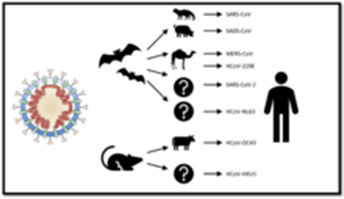 SARS-CoV
SADS-CoV
MERS-CoV
HCoV-229E
?
SARS-CoV-2
?
HCoV-NL63
HCoV-OC43
?
HCoV-HKU1